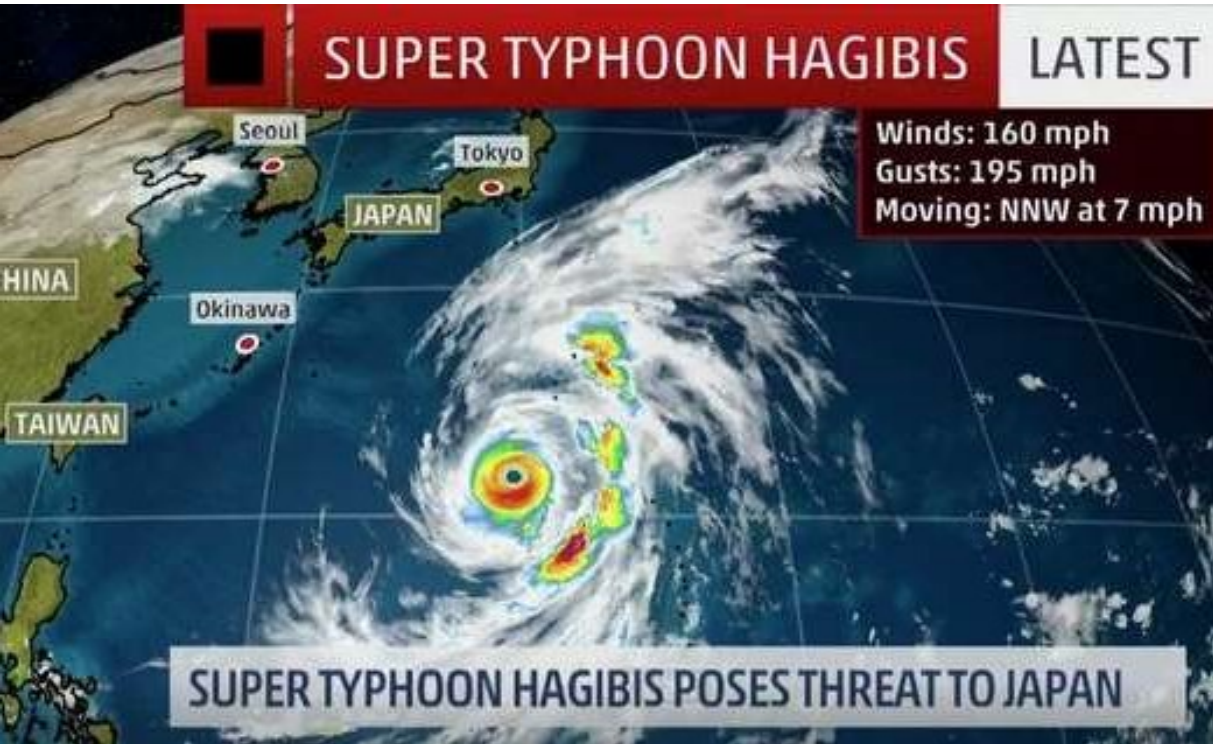 SUPER TYPHOON HAGIBIS
LATEST
Winds: 160 mph
Gusts: 195 mph
Moving: NNW at 7 mph
Seoul
Tokyo
JAPAN
HINA
Okinawa
TAIWAN
SUPER TYPHOON HAGIBIS POSES THREAT TO JAPAN